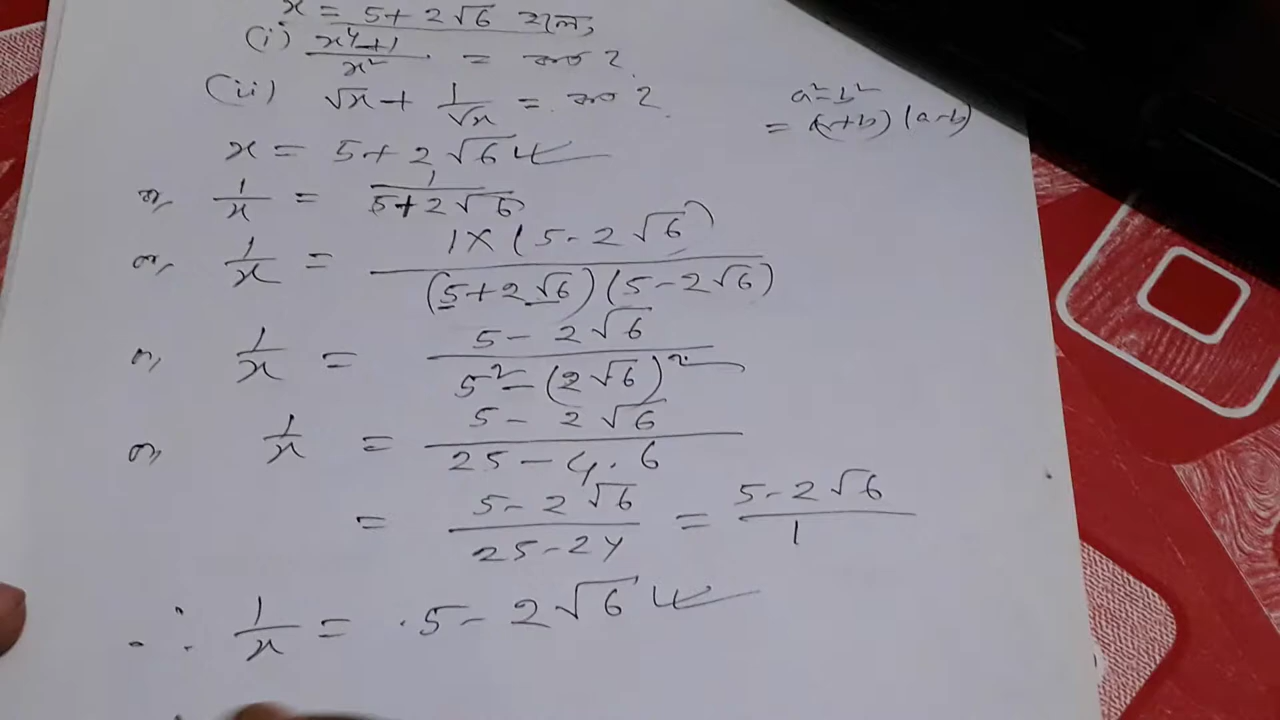 x = 5+2√6 হলে,
(i) (x⁴+1)/x² = কত?
(ii) √x + 1/√x = কত?
a²-b²
= (a+b)(a-b)
x = 5+2√6
বা, 1/x = 1/(5+2√6)
বা, 1/x = 1×(5-2√6)/((5+2√6)(5-2√6))
বা, 1/x = (5-2√6)/(5²-(2√6)²)
বা, 1/x = (5-2√6)/(25-4.6)
= (5-2√6)/(25-24) = (5-2√6)/1
∴ 1/x = 5-2√6